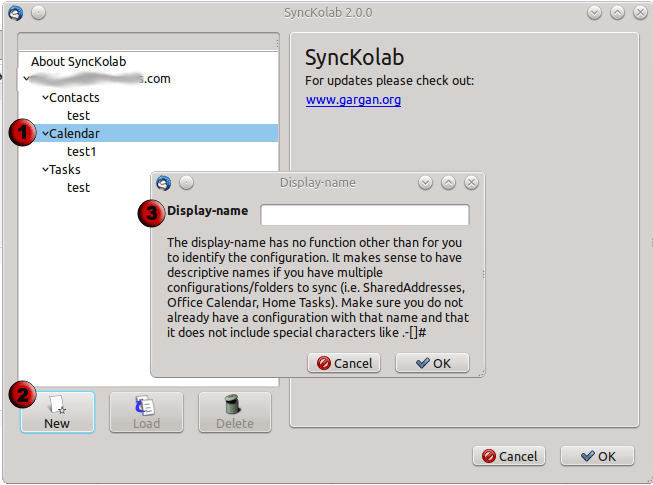 SyncKolab 2.0.0
About SyncKolab
.com
Contacts
test
1
Calendar
test1
Tasks
test
2
New
Load
Delete
SyncKolab
For updates please check out:
www.gargan.org
Display-name
3
Display-name
The display-name has no function other than for you
to identify the configuration. It makes sense to have
descriptive names if you have multiple
configurations/folders to sync (i.e. SharedAddresses,
Office Calendar, Home Tasks). Make sure you do not
already have a configuration with that name and that
it does not include special characters like .-[]#
Cancel
OK
Cancel
OK